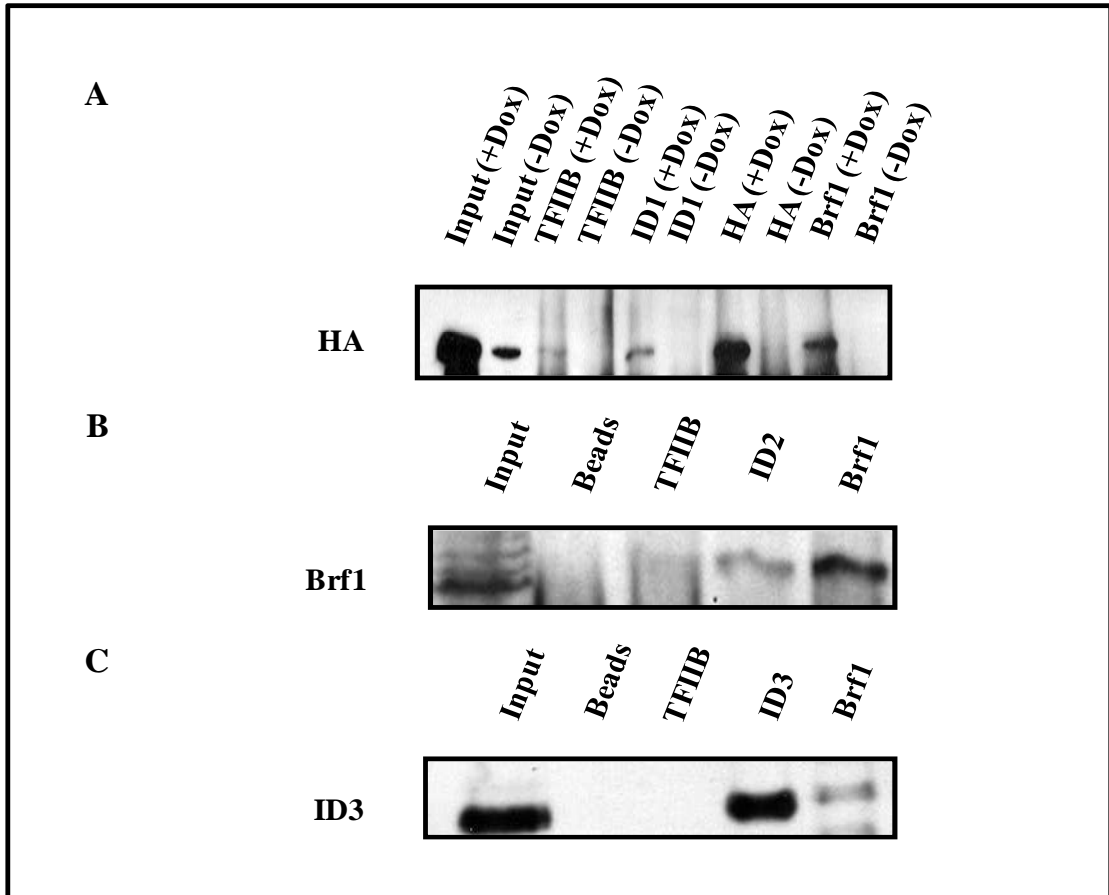 A
Input (+Dox)
Input (-Dox)
TFIIB (+Dox)
TFIIB (-Dox)
ID1 (+Dox)
ID1 (-Dox)
HA (+Dox)
HA (-Dox)
Brf1 (+Dox)
Brf1 (-Dox)
HA
B
Input
Beads
TFIIB
ID2
Brf1
Brf1
C
Input
Beads
TFIIB
ID3
Brf1
ID3